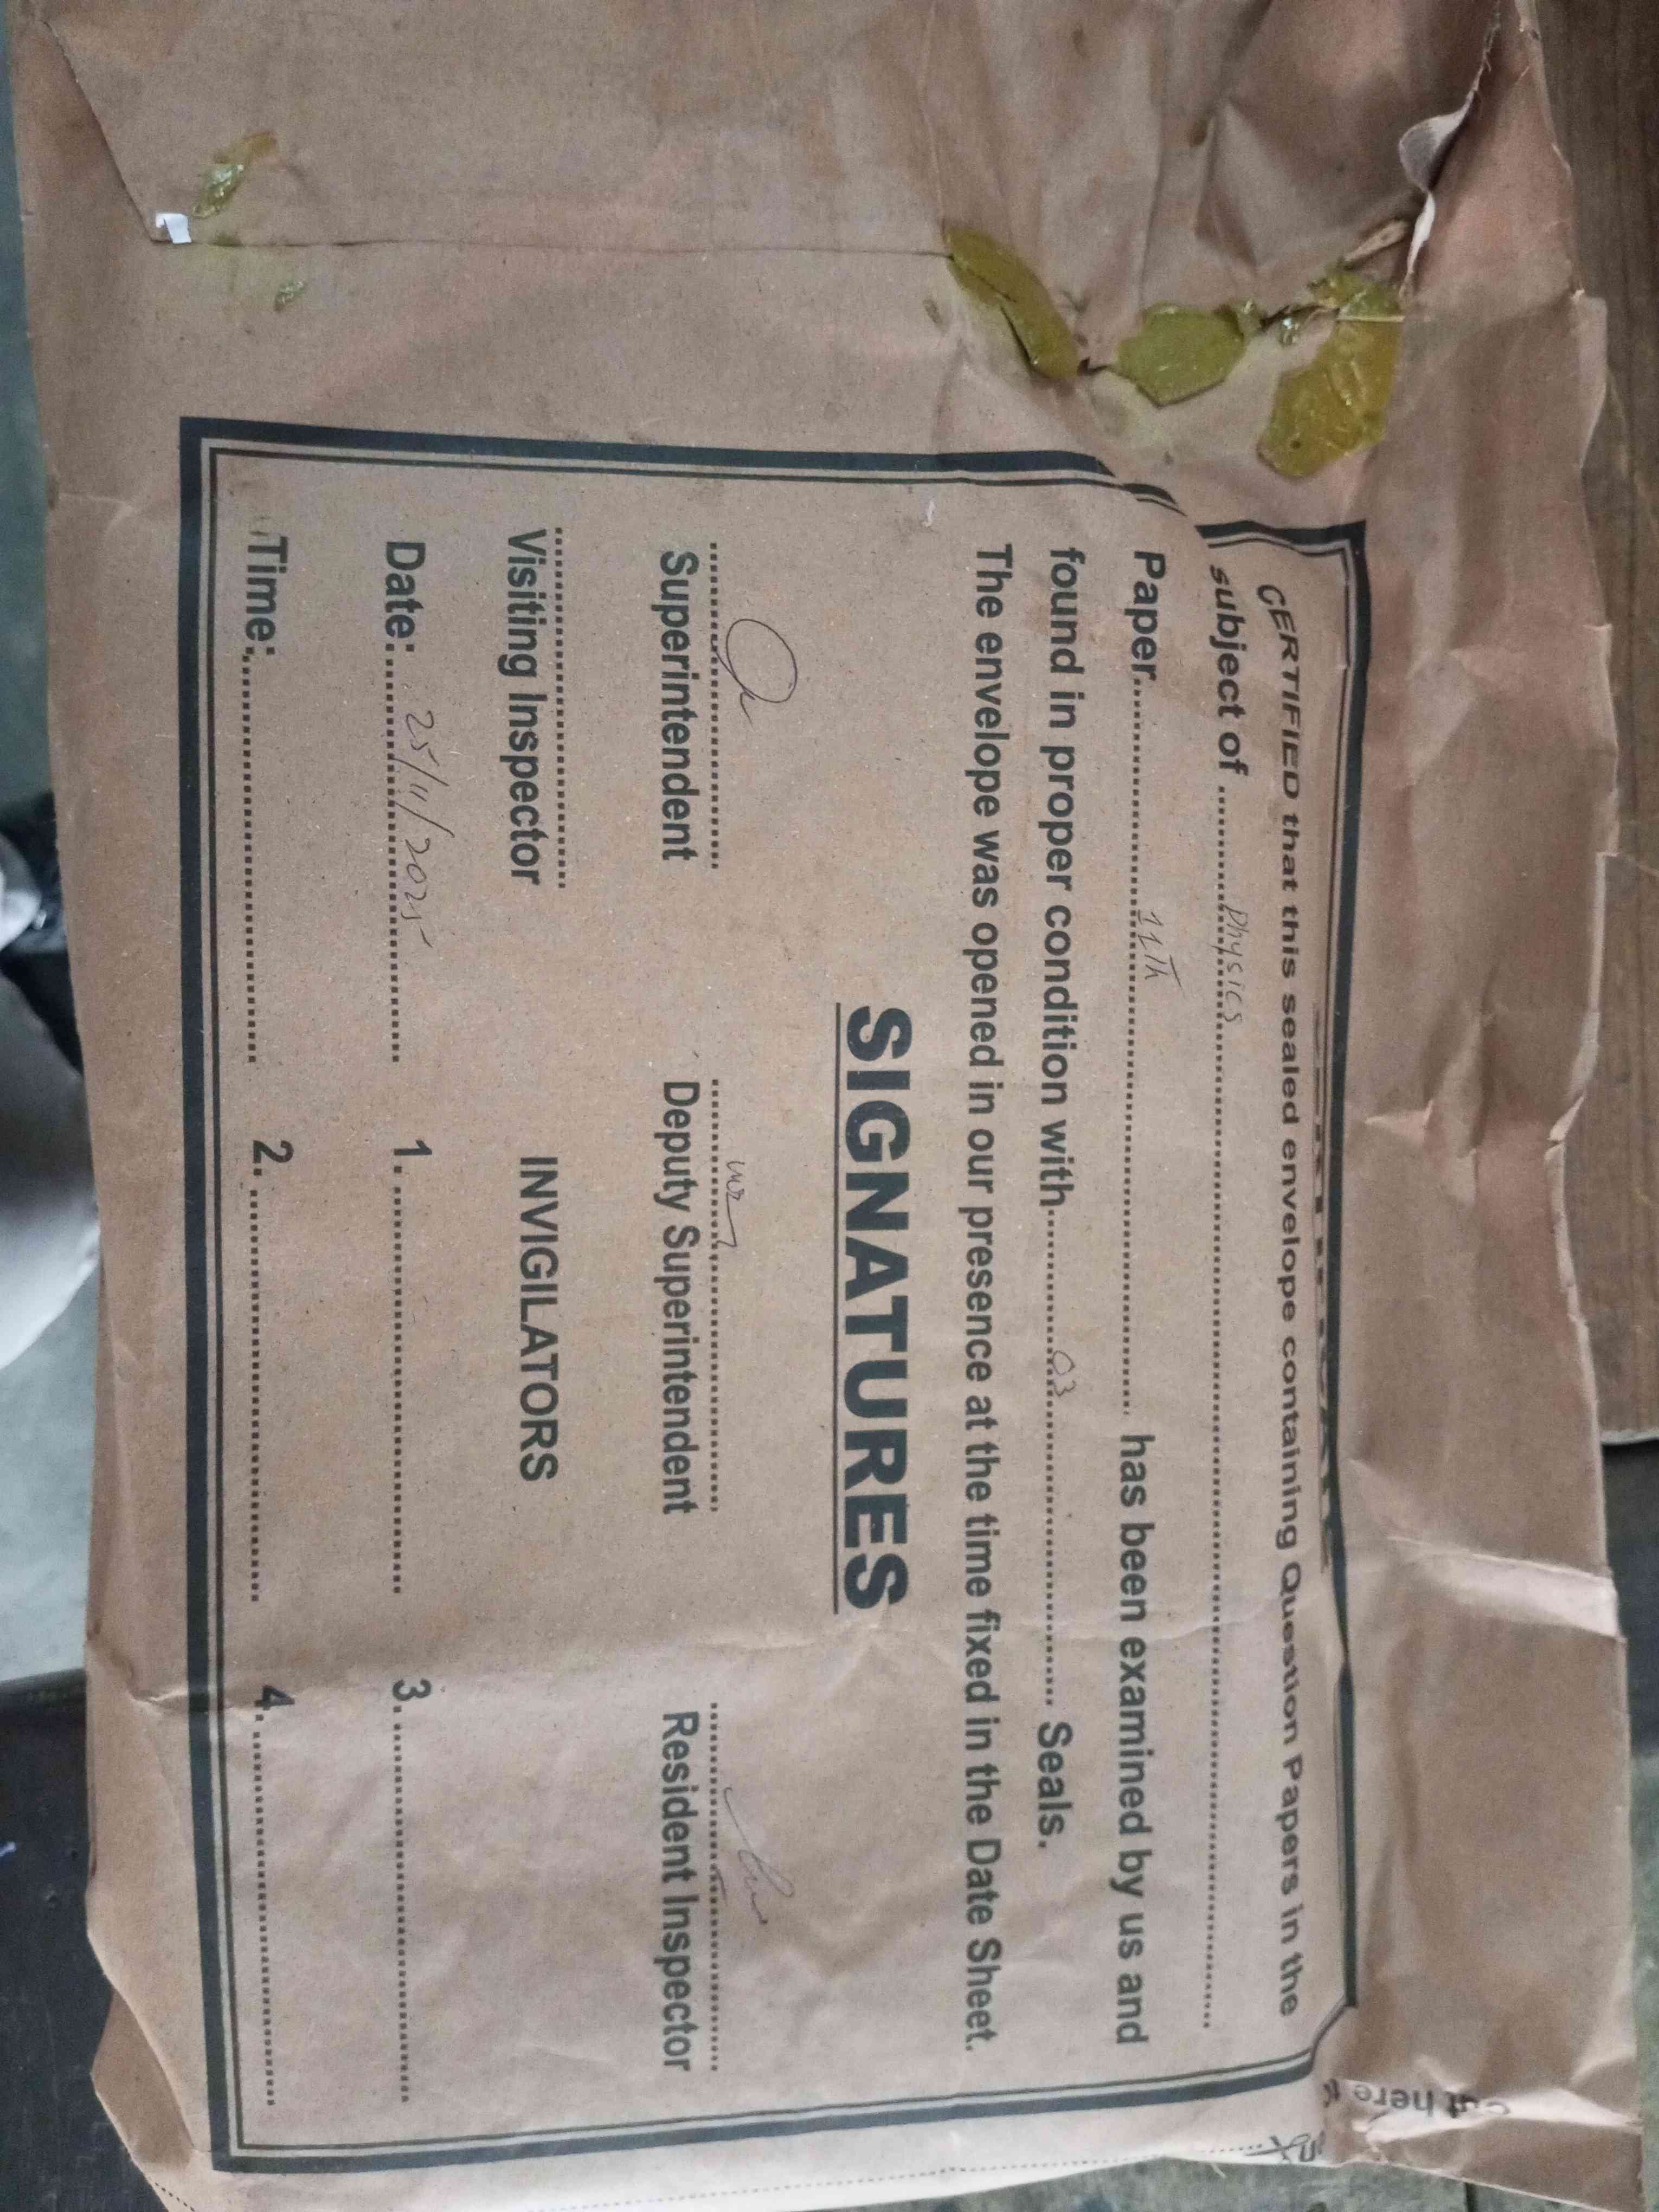 CERTIFICATE
CERTIFIED that this sealed envelope containing Question Papers in the
subject of ........Physics........
Paper........11th........ has been examined by us and
found in proper condition with........03........ Seals.
The envelope was opened in our presence at the time fixed in the Date Sheet.
SIGNATURES
Superintendent Deputy Superintendent Resident Inspector
Visiting Inspector INVIGILATORS
Date:........25/11/2025........ 1. ........ 3. ........
Time:........ 2. ........ 4. ........
cut here